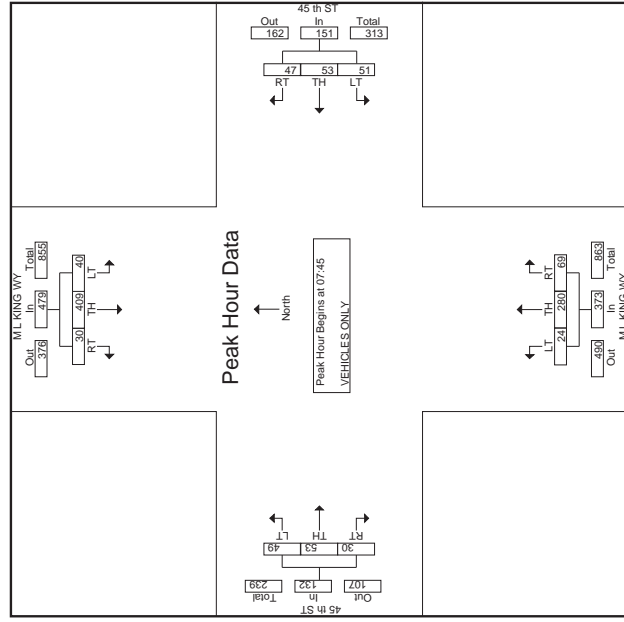 45 th ST
Out In Total
162 151 313
47 53 51
RT TH LT
M L KING WY
Out In Total
376 479 855
30 409 40
RT TH LT
Peak Hour Data
North
Peak Hour Begins at 07:45
VEHICLES ONLY
LT TH RT
24 280 69
Out In Total
490 373 863
M L KING WY
LT TH RT
49 53 30
Total In Out
239 132 107
45 th ST